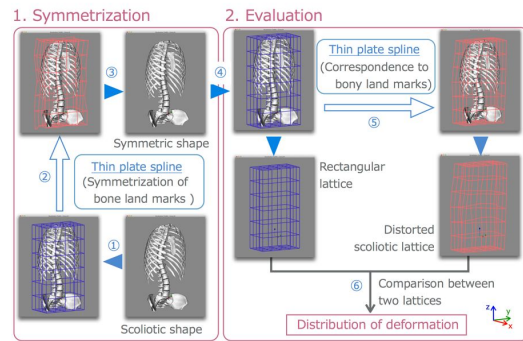 1. Symmetrization
2. Evaluation
③
④
Thin plate spline
(Correspondence to
bony land marks)
⑤
Symmetric shape
②
Thin plate spline
(Symmetrization of
bone land marks )
①
Scoliotic shape
Rectangular
lattice
Distorted
scoliotic lattice
⑥
Comparison between
two lattices
Distribution of deformation
z
y
x